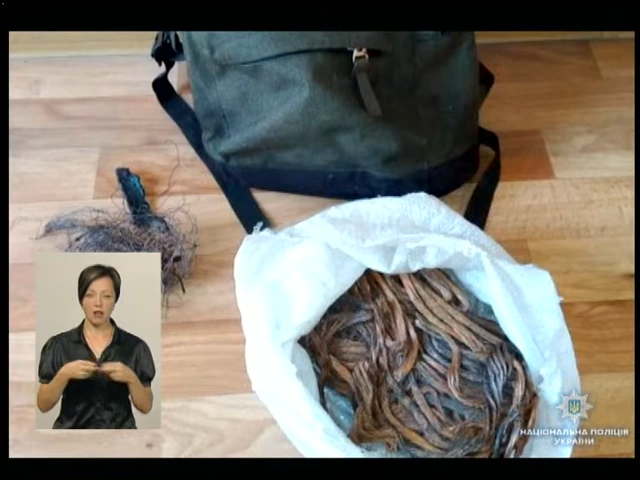 НАЦІОНАЛЬНА ПОЛІЦІЯ
УКРАЇНИ